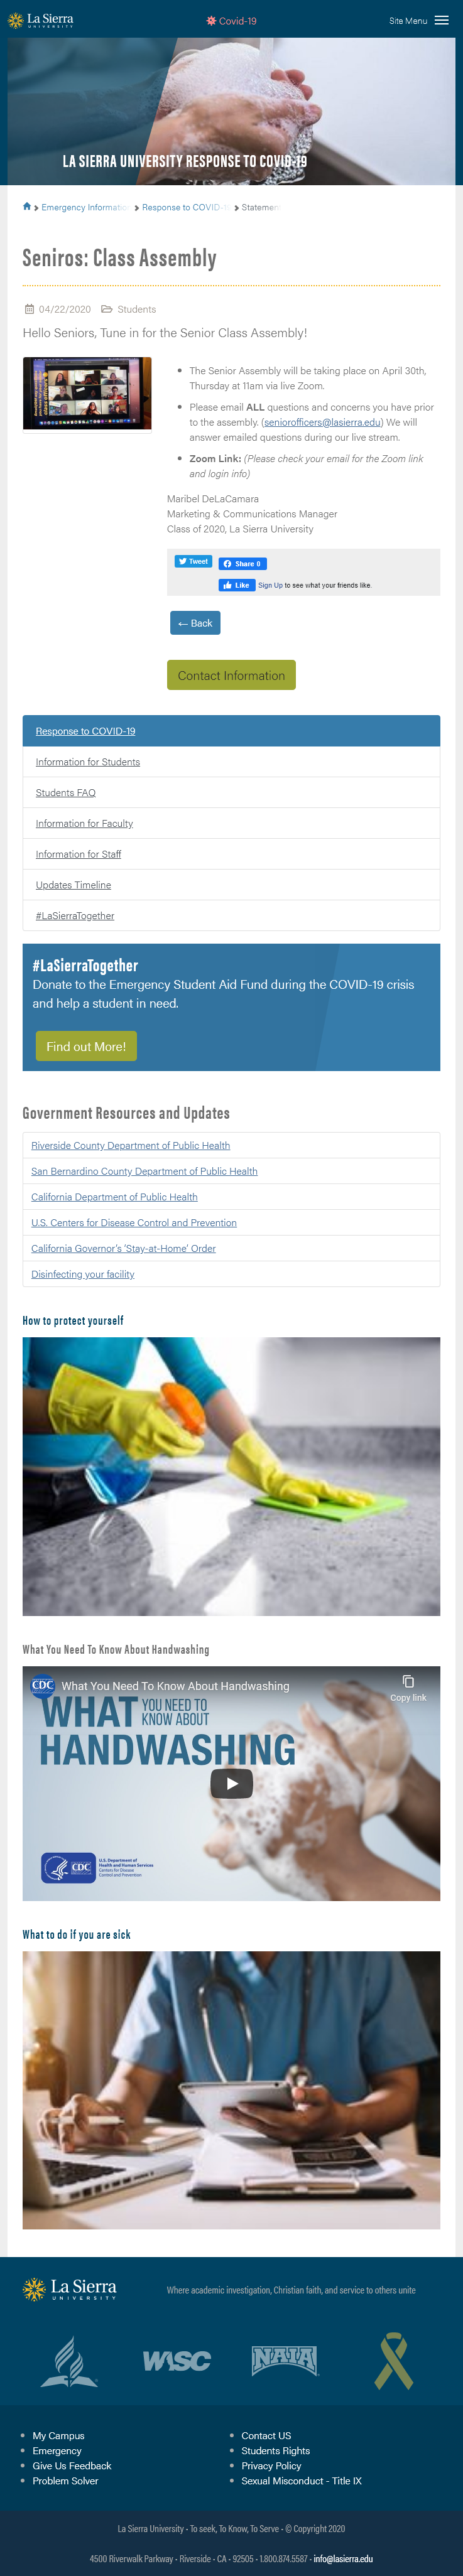 La Sierra
UNIVERSITY
Covid-19
Site Menu
LA SIERRA UNIVERSITY RESPONSE TO COVID-19
Emergency Information
Response to COVID-
Statemen
Seniros: Class Assembly
04/22/2020 Students
Hello Seniors, Tune in for the Senior Class Assembly!
• The Senior Assembly will be taking place on April 30th,
Thursday at 11am via live Zoom.
• Please email ALL questions and concerns you have prior
to the assembly. (seniorofficers@lasierra.edu) We will
answer emailed questions during our live stream.
• Zoom Link: (Please check your email for the Zoom link
and login info)
Maribel DeLaCamara
Marketing & Communications Manager
Class of 2020, La Sierra University
Tweet
Share 0
Like Sign Up to see what your friends like.
← Back
Contact Information
Response to COVID-19
Information for Students
Students FAQ
Information for Faculty
Information for Staff
Updates Timeline
#LaSierraTogether
#LaSierraTogether
Donate to the Emergency Student Aid Fund during the COVID-19 crisis
and help a student in need.
Find out More!
Government Resources and Updates
Riverside County Department of Public Health
San Bernardino County Department of Public Health
California Department of Public Health
U.S. Centers for Disease Control and Prevention
California Governor's 'Stay-at-Home' Order
Disinfecting your facility
How to protect yourself
What You Need To Know About Handwashing
CDC
What You Need To Know About Handwashing
Copy link
WHAT YOU NEED TO
KNOW ABOUT
HANDWASHING
CDC
U.S. Department of
Health and Human Services
Centers for Disease
Control and Prevention
What to do if you are sick
La Sierra
UNIVERSITY
Where academic investigation, Christian faith, and service to others unite
WASC
NAIA
• My Campus
• Emergency
• Give Us Feedback
• Problem Solver
• Contact US
• Students Rights
• Privacy Policy
• Sexual Misconduct - Title IX
La Sierra University • To seek, To Know, To Serve • © Copyright 2020
4500 Riverwalk Parkway • Riverside • CA • 92505 • 1.800.874.5587 • info@lasierra.edu